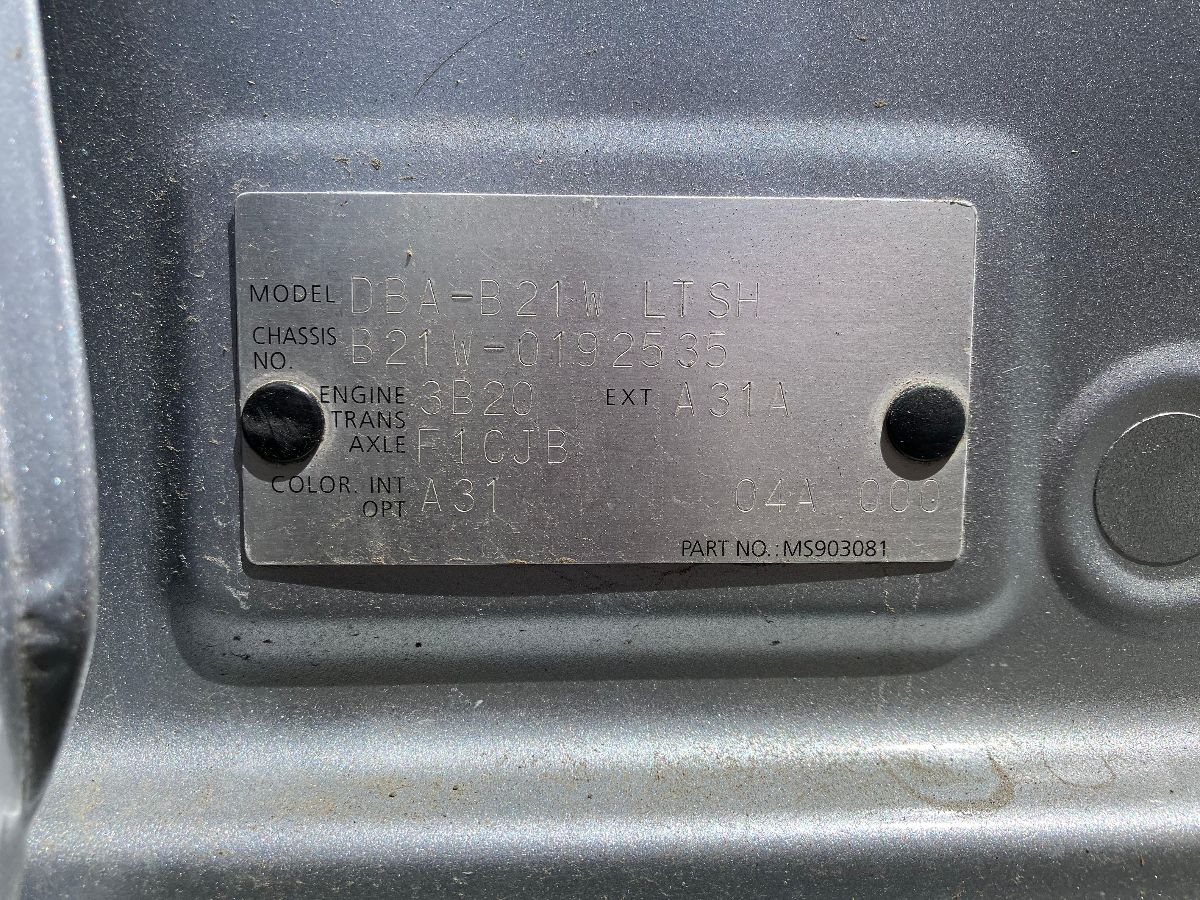 MODEL DBA-B21W LTSH
CHASSIS NO. B21W-0192535
ENGINE 3B20 EXT A31A
TRANS AXLE F1CJB
COLOR. INT A31 04A 000
OPT
PART NO.: MS903081